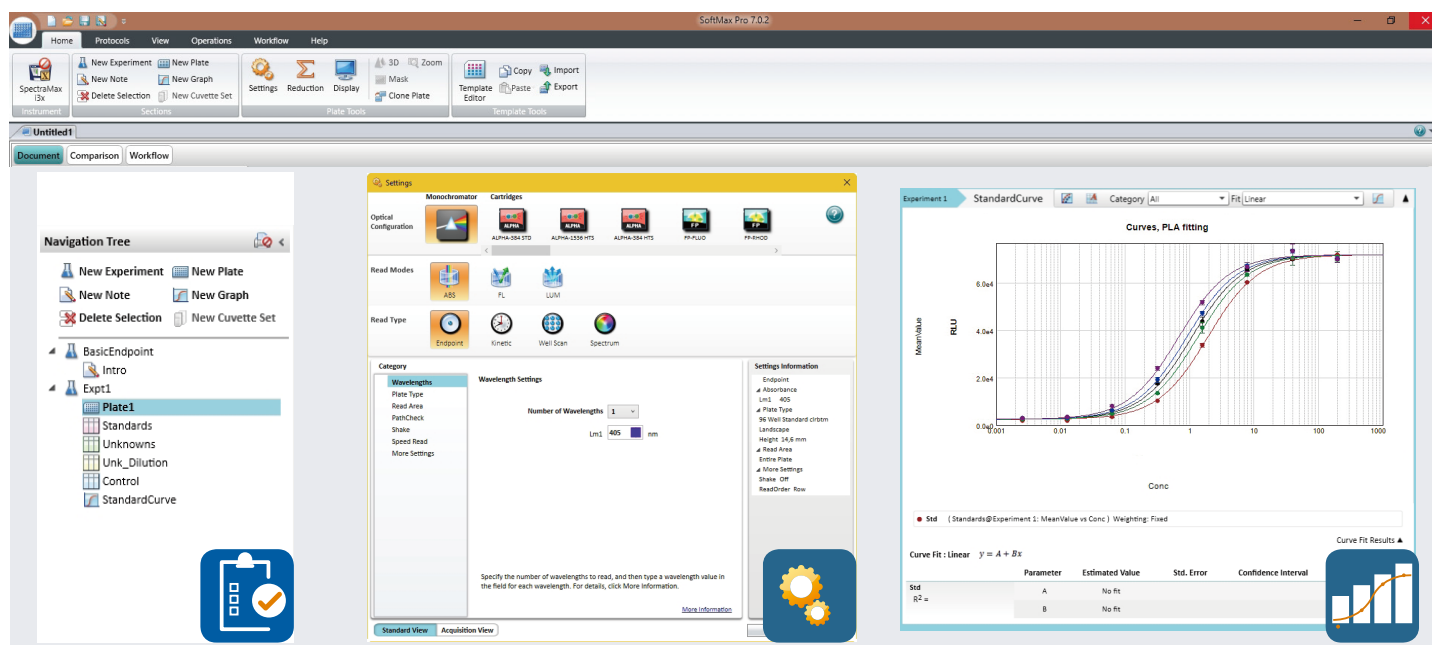 SoftMax Pro 7.0.2
Home Protocols View Operations Workflow Help
New Experiment New Plate
New Note New Graph
Delete Selection New Cuvette Set
SpectraMax
i3x
Settings Reduction Display
3D Zoom
Mask
Clone Plate
Template
Editor
Copy Import
Paste Export
Instrument Sections Plate Tools Template Tools
Untitled1
Document Comparison Workflow
Navigation Tree
New Experiment New Plate
New Note New Graph
Delete Selection New Cuvette Set
BasicEndpoint
Intro
Expt1
Plate1
Standards
Unknowns
Unk_Dilution
Control
StandardCurve
Settings
Monochromator Cartridges
Optical
Configuration
ALPHA ALPHA ALPHA FP FP
ALPHA-384 STD ALPHA-1536 HTS ALPHA-384 HTS FP-FLUO FP-RHOD
Read Modes
ABS FL LUM
Read Type
Endpoint Kinetic Well Scan Spectrum
Category
Wavelengths
Plate Type
Read Area
PathCheck
Shake
Speed Read
More Settings
Wavelength Settings
Number of Wavelengths 1
Lm1 405 nm
Specify the number of wavelengths to read, and then type a wavelength value in
the field for each wavelength. For details, click More Information.
More Information
Standard View Acquisition View
Settings Information
Endpoint
Absorbance
Lm1 405
Plate Type
96 Well Standard clrbtm
Landscape
Height 14,6 mm
Read Area
Entire Plate
More Settings
Shake Off
ReadOrder Row
Experiment 1 StandardCurve Category All Fit Linear
Curves, PLA fitting
MeanValue
RLU
6.0e4
4.0e4
2.0e4
0.0e0
0.001 0.01 0.1 1 10 100 1000
Conc
Std (Standards@Experiment 1: MeanValue vs Conc) Weighting: Fixed
Curve Fit Results ▲
Curve Fit : Linear y = A + Bx
Parameter Estimated Value Std. Error Confidence Interval
Std
R² =
A No fit
B No fit